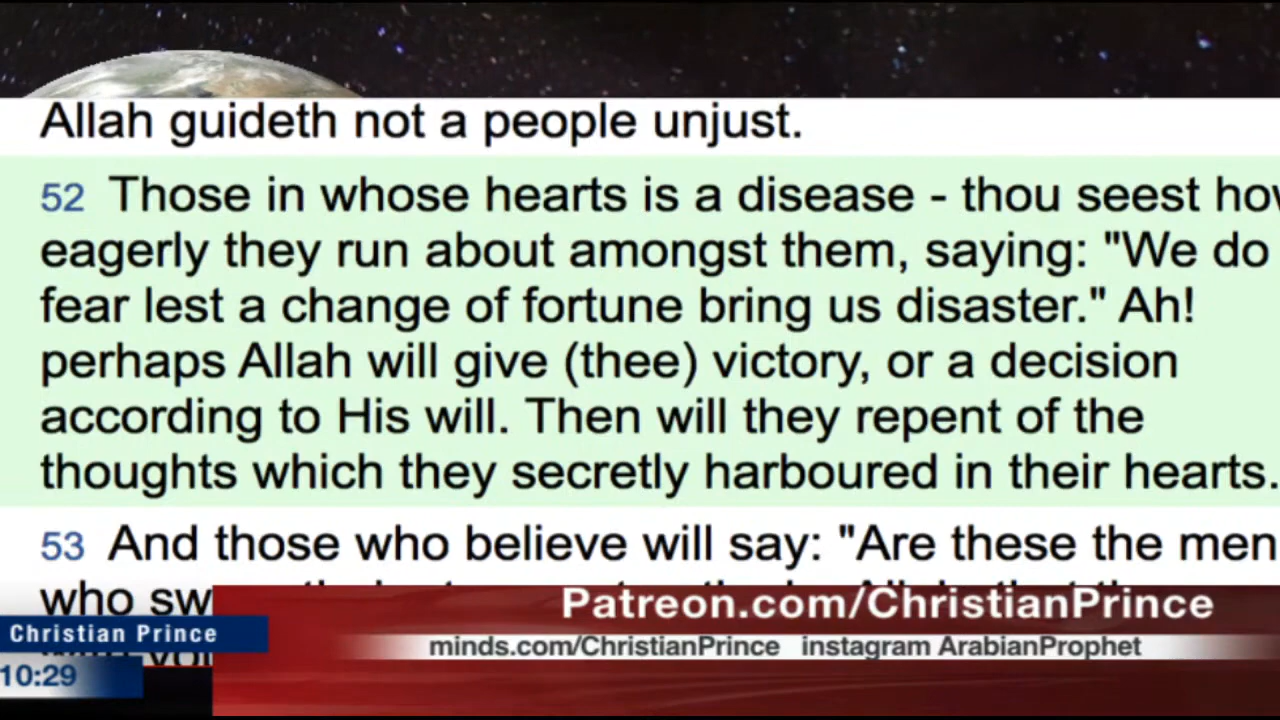 Allah guideth not a people unjust.
52 Those in whose hearts is a disease - thou seest
eagerly they run about amongst them, saying: "We do
fear lest a change of fortune bring us disaster." Ah!
perhaps Allah will give (thee) victory, or a decision
according to His will. Then will they repent of the
thoughts which they secretly harboured in their hearts.
53 And those who believe will say: "Are these the men
who
Patreon.com/ChristianPrince
Christian Prince
minds.com/ChristianPrince instagram ArabianProphet
10:29